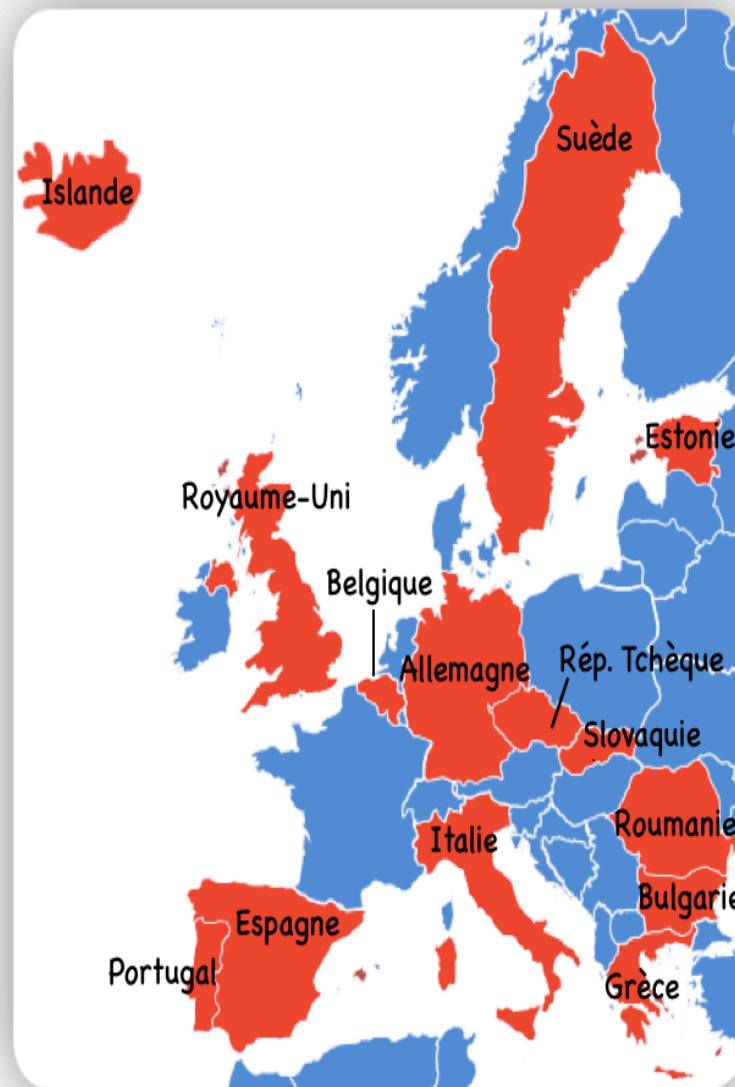 Suède
Islande
Estonie
Royaume-Uni
Belgique
Allemagne
Rép. Tchèque
Slovaquie
Roumanie
Italie
Bulgarie
Espagne
Portugal
Grèce